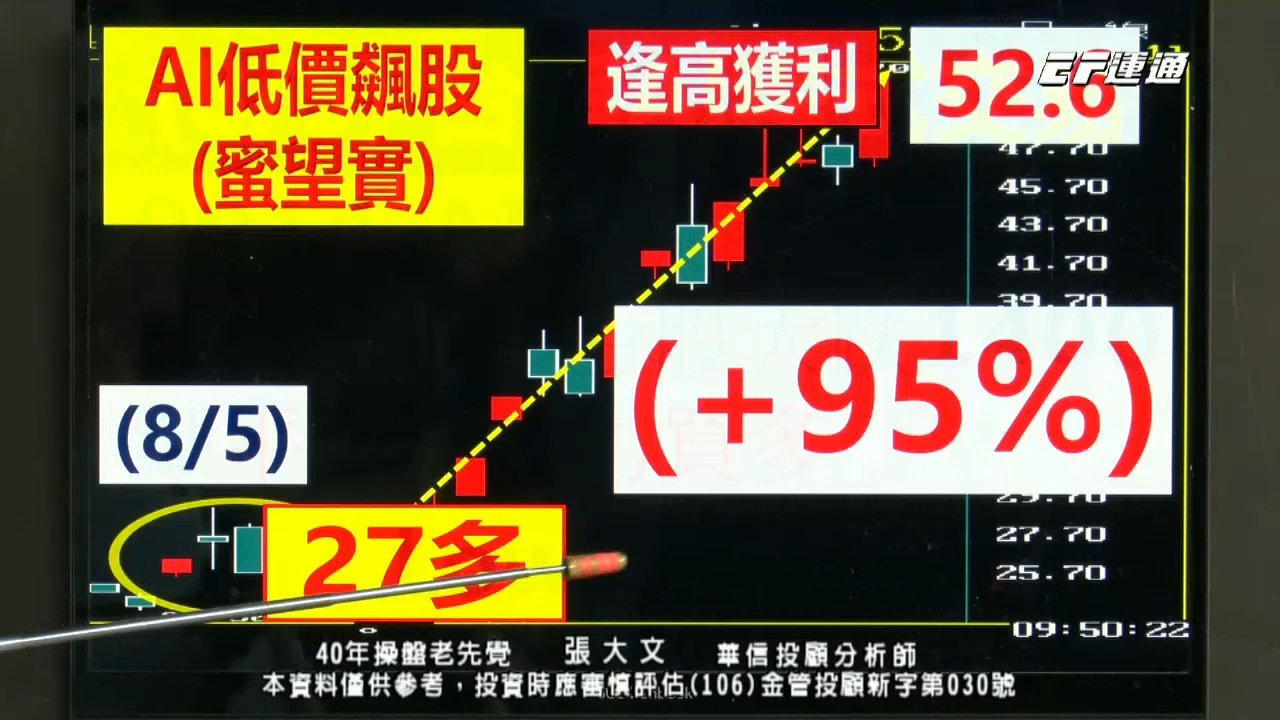 AI低價飆股
(蜜望實)
逢高獲利
52.6
EF運通
47.70
45.70
43.70
41.70
39.70
(+95%)
(8/5)
29.70
27.70
25.70
27多
09:50:22
40年操盤老先覺 張大文 華信投顧分析師
本資料僅供參考，投資時應審慎評估(106)金管投顧新字第030號